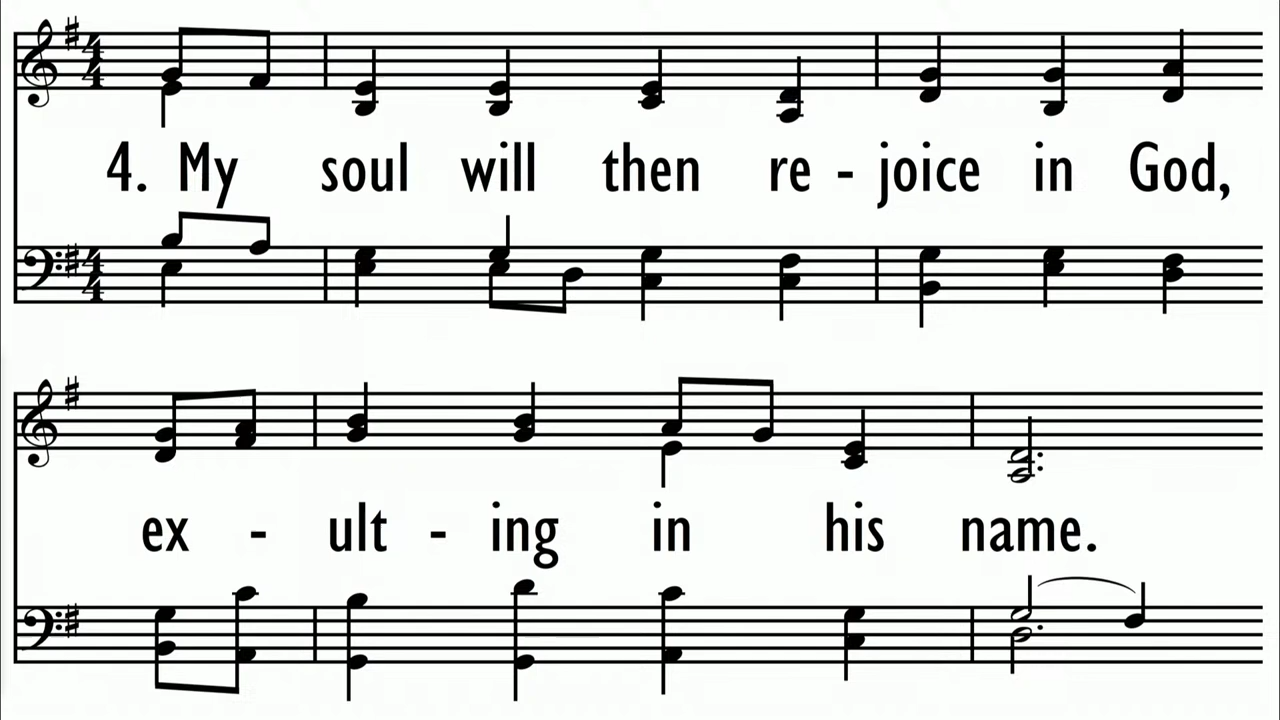 4. My soul will then re - joice in God,
ex - ult - ing in his name.